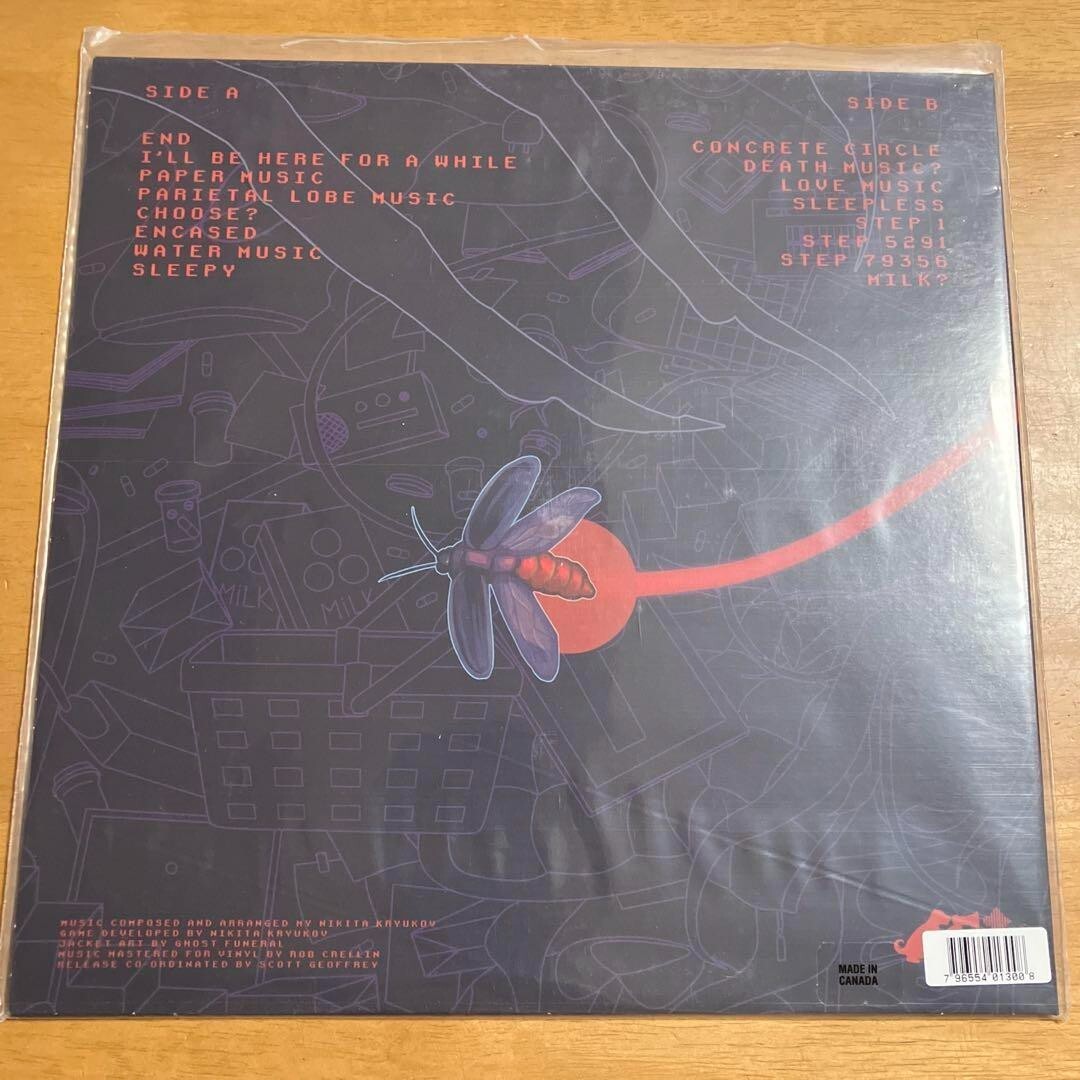 SIDE A
END
I'LL BE HERE FOR A WHILE
PAPER MUSIC
PARIETAL LOBE MUSIC
CHOOSE?
ENCASED
WATER MUSIC
SLEEPY
SIDE B
CONCRETE CIRCLE
DEATH MUSIC?
LOVE MUSIC
SLEEPLESS
STEP 1
STEP 5291
STEP 79356
MILK?
MILK
MILK
MUSIC COMPOSED AND ARRANGED MY NIKITA KRYUKOV
GAME DEVELOPED BY NIKITA KRYUKOV
JACKET ART BY GHOST FUNERAL
MUSIC MASTERED FOR VINYL BY ROB CRELLIN
RELEASE CO-ORDINATED BY SCOTT GEOFFREY
MADE IN
CANADA
7 96554 01300 8